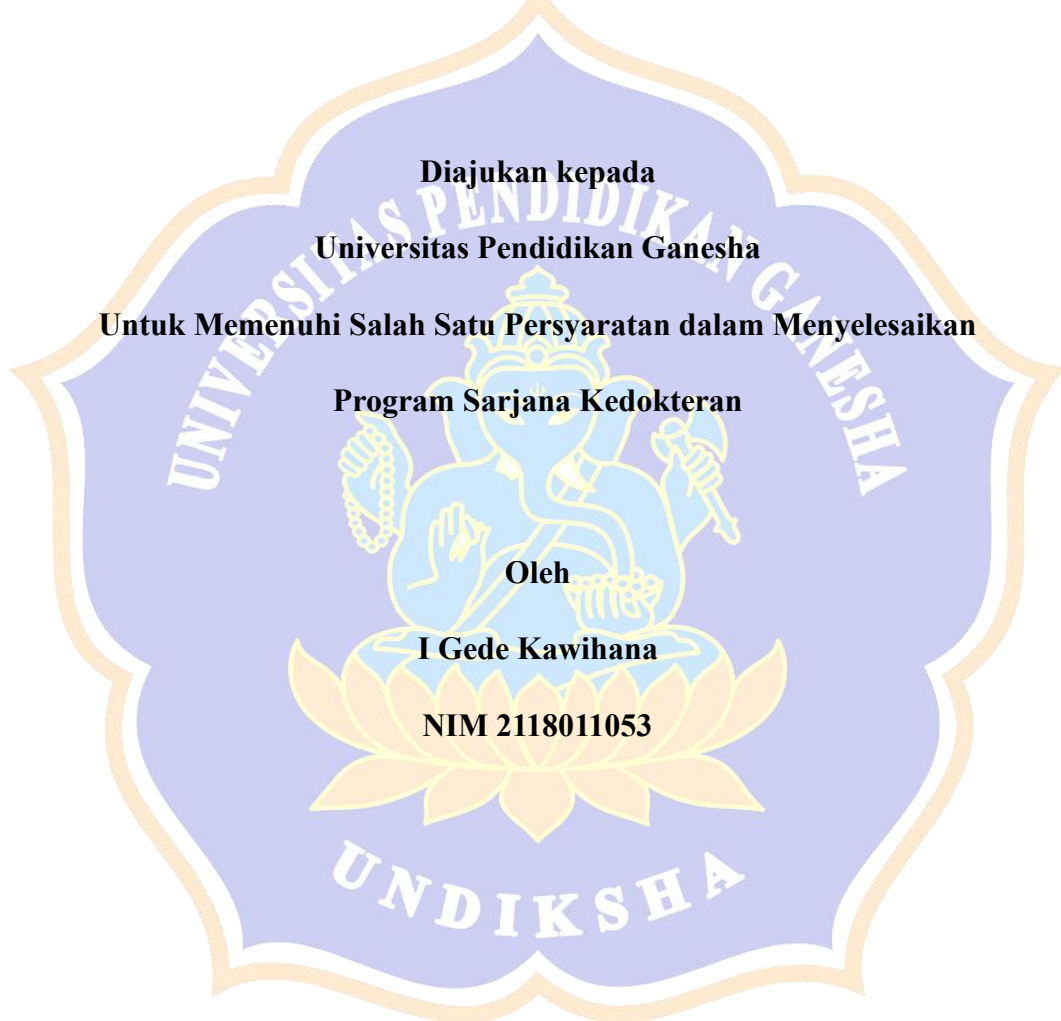 Diajukan kepada
UNIVERSITAS PENDIDIKAN GANESHA
Universitas Pendidikan Ganesha
Untuk Memenuhi Salah Satu Persyaratan dalam Menyelesaikan
Program Sarjana Kedokteran
Oleh
I Gede Kawihana
NIM 2118011053
UNDIKSHA